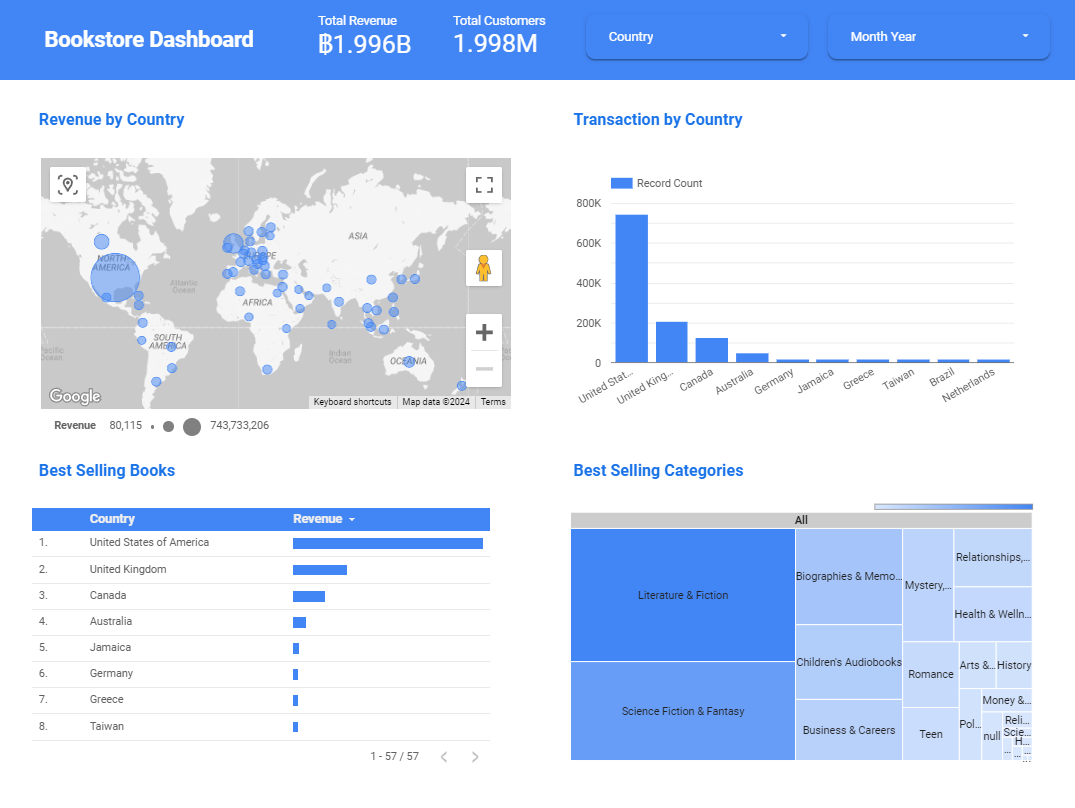 Bookstore Dashboard
Total Revenue
฿1.996B
Total Customers
1.998M
Country
Month Year
Revenue by Country
NORTH
AMERICA
Atlantic
Ocean
SOUTH
AMERICA
AFRICA
ASIA
Indian
Ocean
OCEANIA
Pacific
Ocean
Google
Keyboard shortcuts
Map data ©2024
Terms
Revenue 80,115 743,733,206
Transaction by Country
Record Count
800K
600K
400K
200K
0
United Stat...
United King...
Canada
Australia
Germany
Jamaica
Greece
Taiwan
Brazil
Netherlands
Best Selling Books
Country Revenue
1. United States of America
2. United Kingdom
3. Canada
4. Australia
5. Jamaica
6. Germany
7. Greece
8. Taiwan
1 - 57 / 57
Best Selling Categories
All
Literature & Fiction
Science Fiction & Fantasy
Biographies & Memo...
Children's Audiobooks
Business & Careers
Mystery,...
Relationships,...
Health & Welln...
Romance
Teen
Arts &...
History
Pol...
Money &...
null
Reli...
Scie...
H...
...
...
...